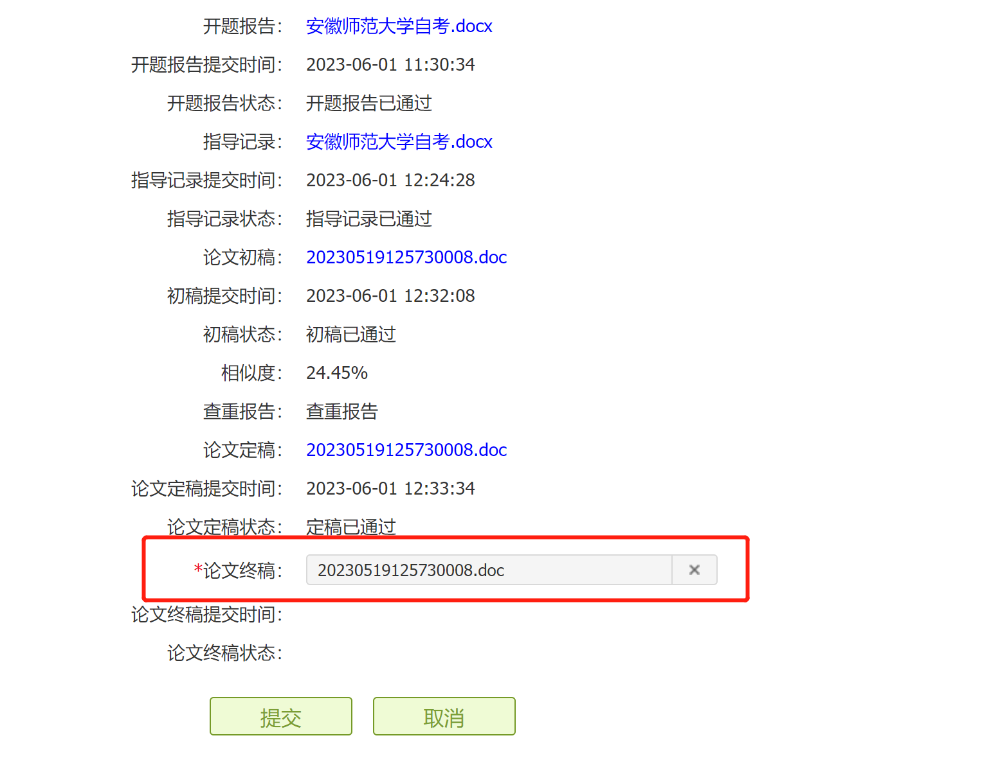 开题报告： 安徽师范大学自考.docx
开题报告提交时间： 2023-06-01 11:30:34
开题报告状态： 开题报告已通过
指导记录： 安徽师范大学自考.docx
指导记录提交时间： 2023-06-01 12:24:28
指导记录状态： 指导记录已通过
论文初稿： 20230519125730008.doc
初稿提交时间： 2023-06-01 12:32:08
初稿状态： 初稿已通过
相似度： 24.45%
查重报告： 查重报告
论文定稿： 20230519125730008.doc
论文定稿提交时间： 2023-06-01 12:33:34
论文定稿状态： 定稿已通过
*论文终稿： 20230519125730008.doc
论文终稿提交时间：
论文终稿状态：
提交 取消